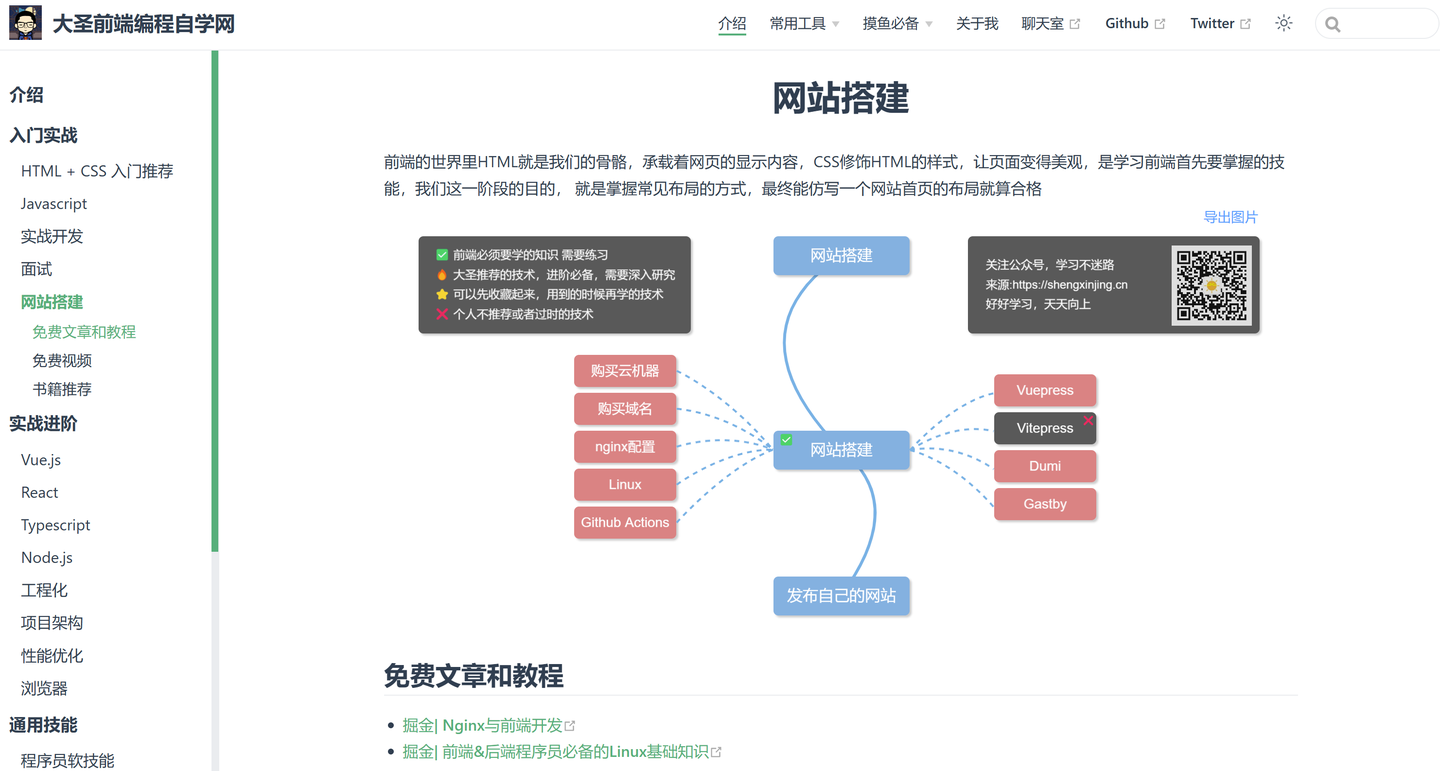 大圣前端编程自学网
介绍
常用工具
摸鱼必备
关于我
聊天室
Github
Twitter
介绍
入门实战
HTML + CSS 入门推荐
Javascript
实战开发
面试
网站搭建
免费文章和教程
免费视频
书籍推荐
实战进阶
Vue.js
React
Typescript
Node.js
工程化
项目架构
性能优化
浏览器
通用技能
程序员软技能
网站搭建
前端的世界里HTML就是我们的骨骼，承载着网页的显示内容，CSS修饰HTML的样式，让页面变得美观，是学习前端首先要掌握的技
能，我们这一阶段的目的， 就是掌握常见布局的方式，最终能仿写一个网站首页的布局就算合格
导出图片
✅ 前端必须要学的知识 需要练习
🔥 大圣推荐的技术，进阶必备，需要深入研究
⭐ 可以先收藏起来，用到的时候再学的技术
❌ 个人不推荐或者过时的技术
网站搭建
关注公众号，学习不迷路
来源:https://shengxinjing.cn
好好学习，天天向上
购买云机器
购买域名
nginx配置
Linux
Github Actions
网站搭建
Vuepress
Vitepress
Dumi
Gastby
发布自己的网站
免费文章和教程
• 掘金| Nginx与前端开发
• 掘金| 前端&后端程序员必备的Linux基础知识